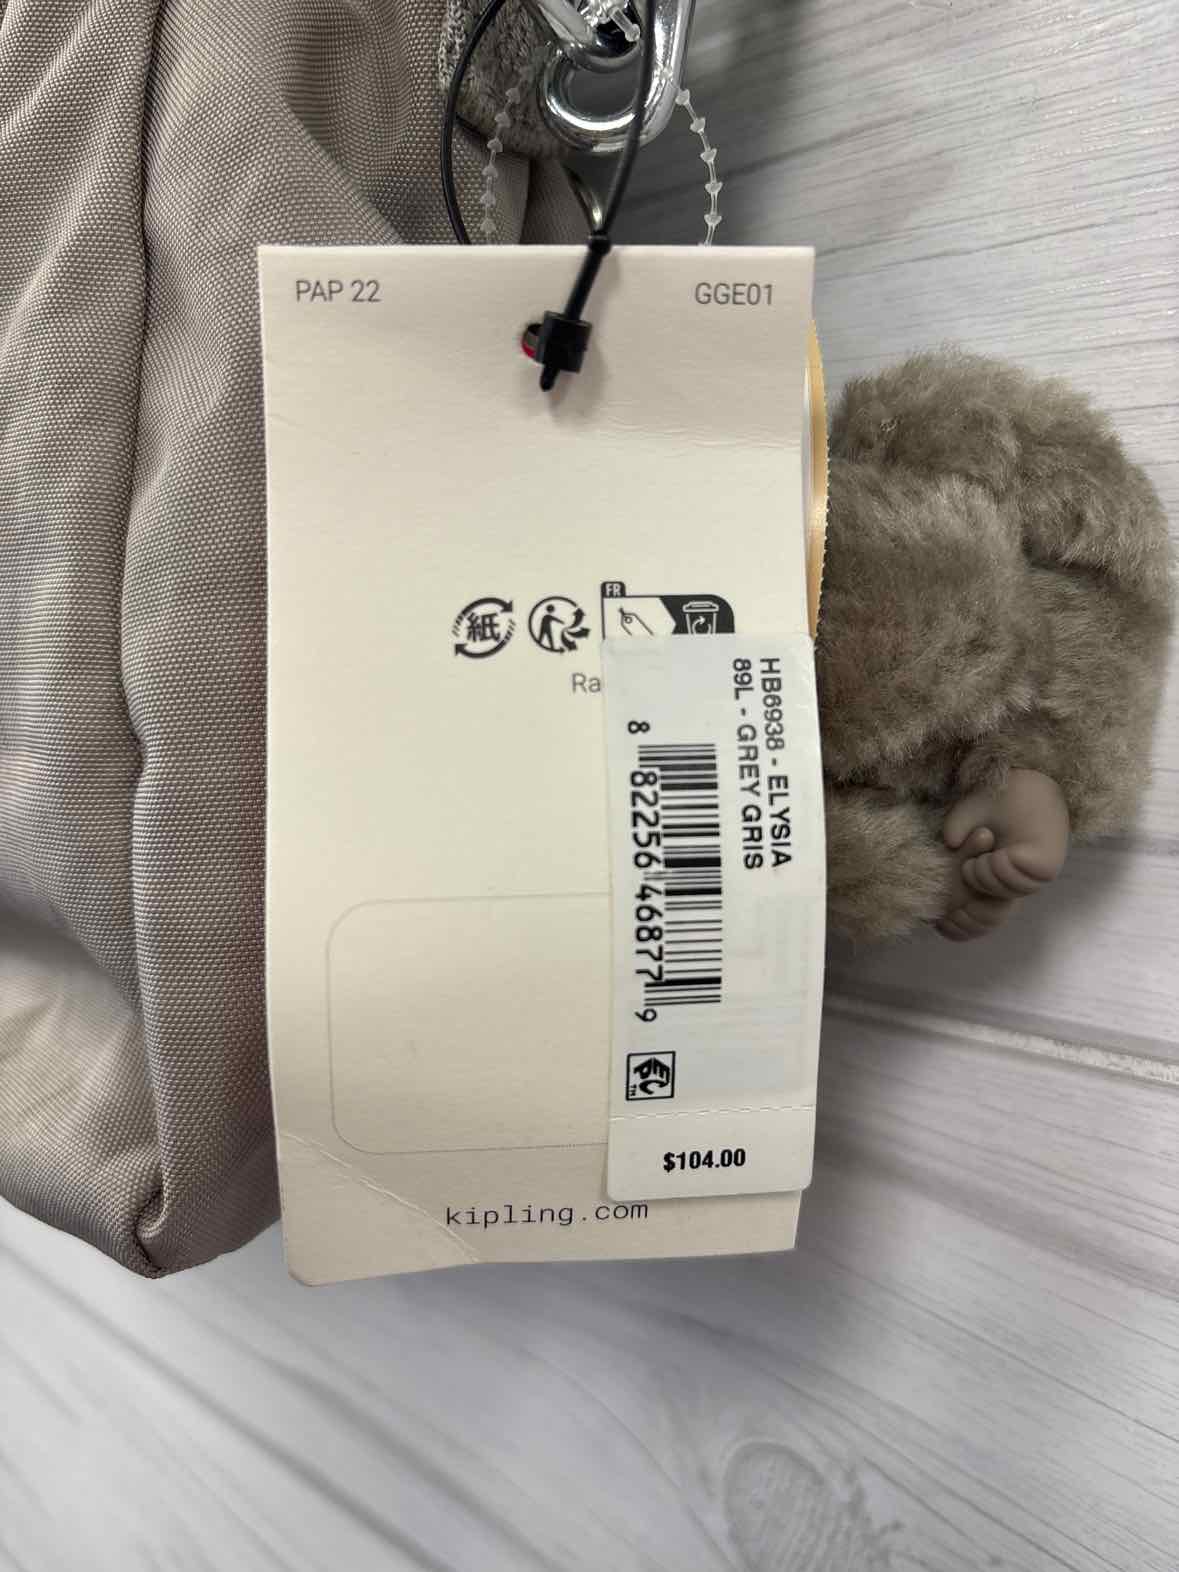 PAP 22
GGE01
FR
紙
Ra
HB6938 - ELYSIA
89L - GREY GRIS
8 82256 46877 9
$104.00
kipling.com